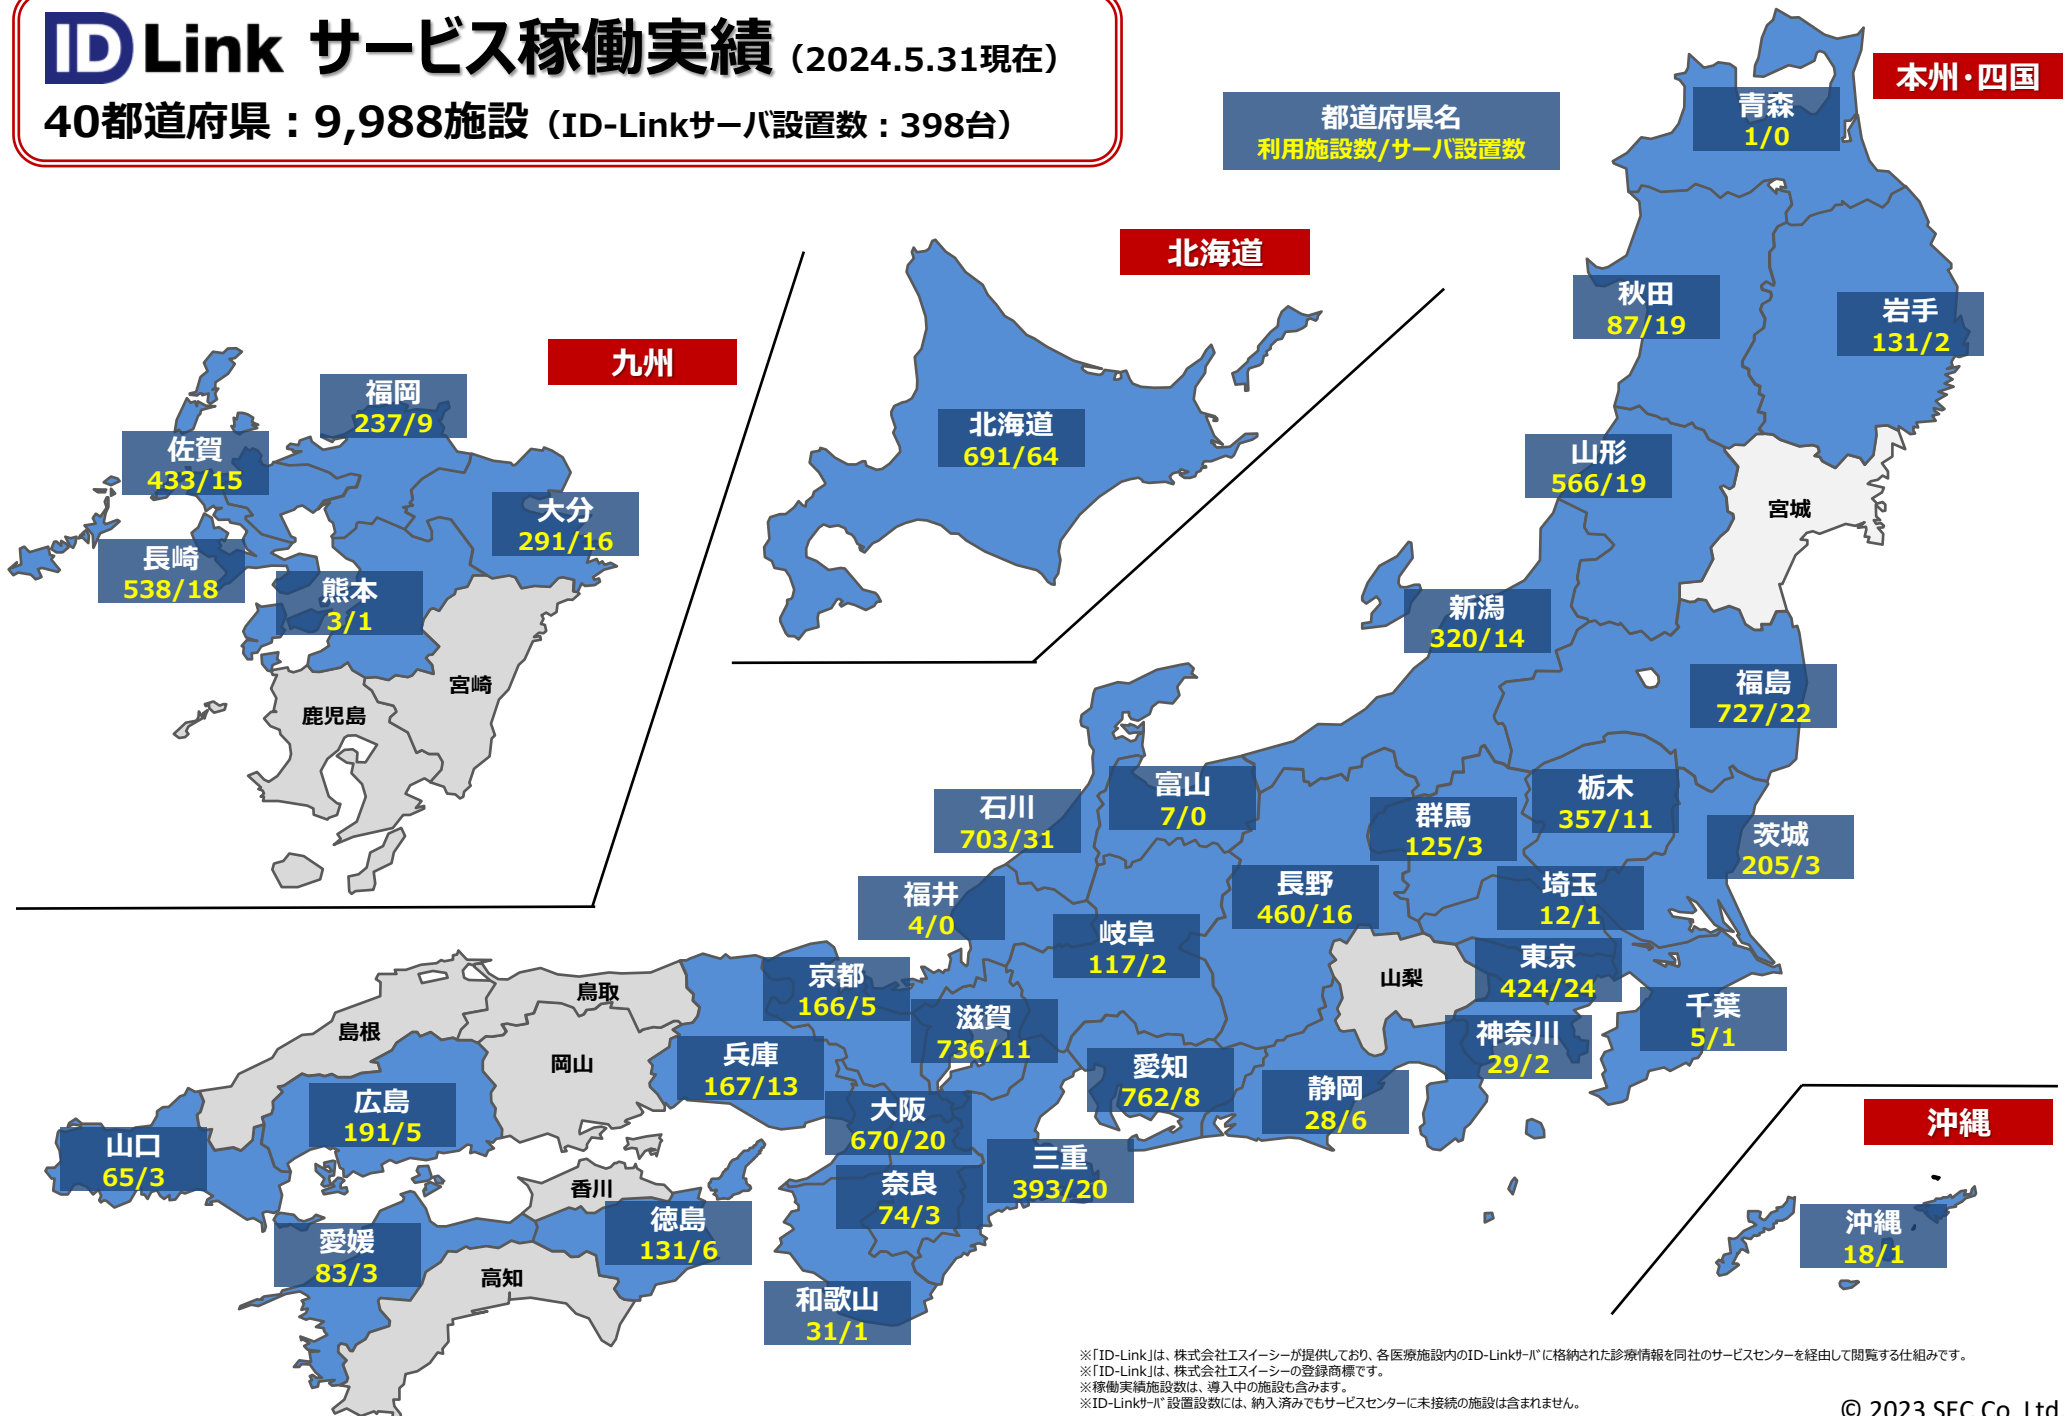 ID Link サービス稼働実績（2024.5.31現在）
40都道府県：9,988施設（ID-Linkサーバ設置数：398台）
都道府県名
利用施設数/サーバ設置数
本州・四国
青森
1/0
北海道
秋田
87/19
岩手
131/2
九州
福岡
237/9
北海道
691/64
佐賀
433/15
山形
566/19
大分
291/16
宮城
長崎
538/18
熊本
3/1
新潟
320/14
宮崎
福島
727/22
鹿児島
富山
7/0
栃木
357/11
石川
703/31
群馬
125/3
茨城
205/3
福井
4/0
長野
460/16
埼玉
12/1
岐阜
117/2
東京
424/24
京都
166/5
山梨
鳥取
千葉
5/1
滋賀
736/11
島根
神奈川
29/2
兵庫
167/13
岡山
愛知
762/8
静岡
28/6
広島
191/5
大阪
670/20
沖縄
山口
65/3
三重
393/20
奈良
74/3
香川
徳島
131/6
沖縄
18/1
愛媛
83/3
高知
和歌山
31/1
※「ID-Link」は、株式会社エスイーシーが提供しており、各医療施設内のID-Linkｻｰﾊﾞに格納された診療情報を同社のサービスセンターを経由して閲覧する仕組みです。
※「ID-Link」は、株式会社エスイーシーの登録商標です。
※稼働実績施設数は、導入中の施設も含みます。
※ID-Linkｻｰﾊﾞ設置設数には、納入済みでもサービスセンターに未接続の施設は含まれません。
© 2023 SEC Co.,Ltd